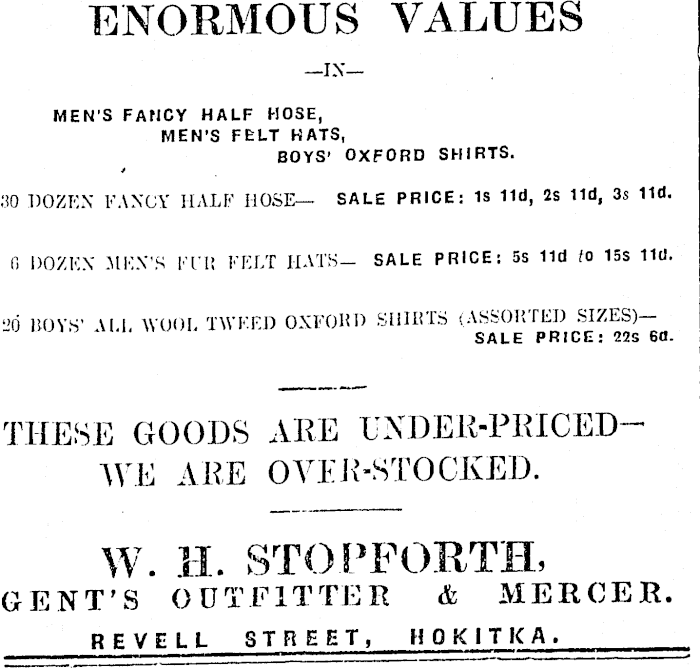 ENORMOUS VALUES
—IN—
MEN'S FANCY HALF HOSE,
MEN'S FELT HATS,
BOYS' OXFORD SHIRTS.
30 DOZEN FANCY HALF HOSE— SALE PRICE: 1s 11d, 2s 11d, 3s 11d.
6 DOZEN MEN'S FUR FELT HATS— SALE PRICE: 5s 11d to 15s 11d.
26 BOYS' ALL WOOL TWEED OXFORD SHIRTS (ASSORTED SIZES)—
SALE PRICE: 22s 6d.
THESE GOODS ARE UNDER-PRICED—
WE ARE OVER-STOCKED.
W. H. STOPFORTH,
GENT'S OUTFITTER & MERCER.
REVELL STREET, HOKITKA.